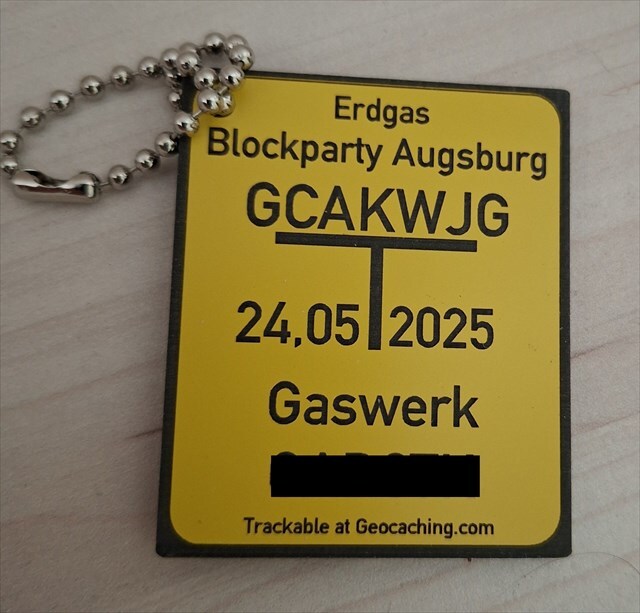 Erdgas
Blockparty Augsburg
GCAKWJG
24,05 2025
Gaswerk
Trackable at Geocaching.com